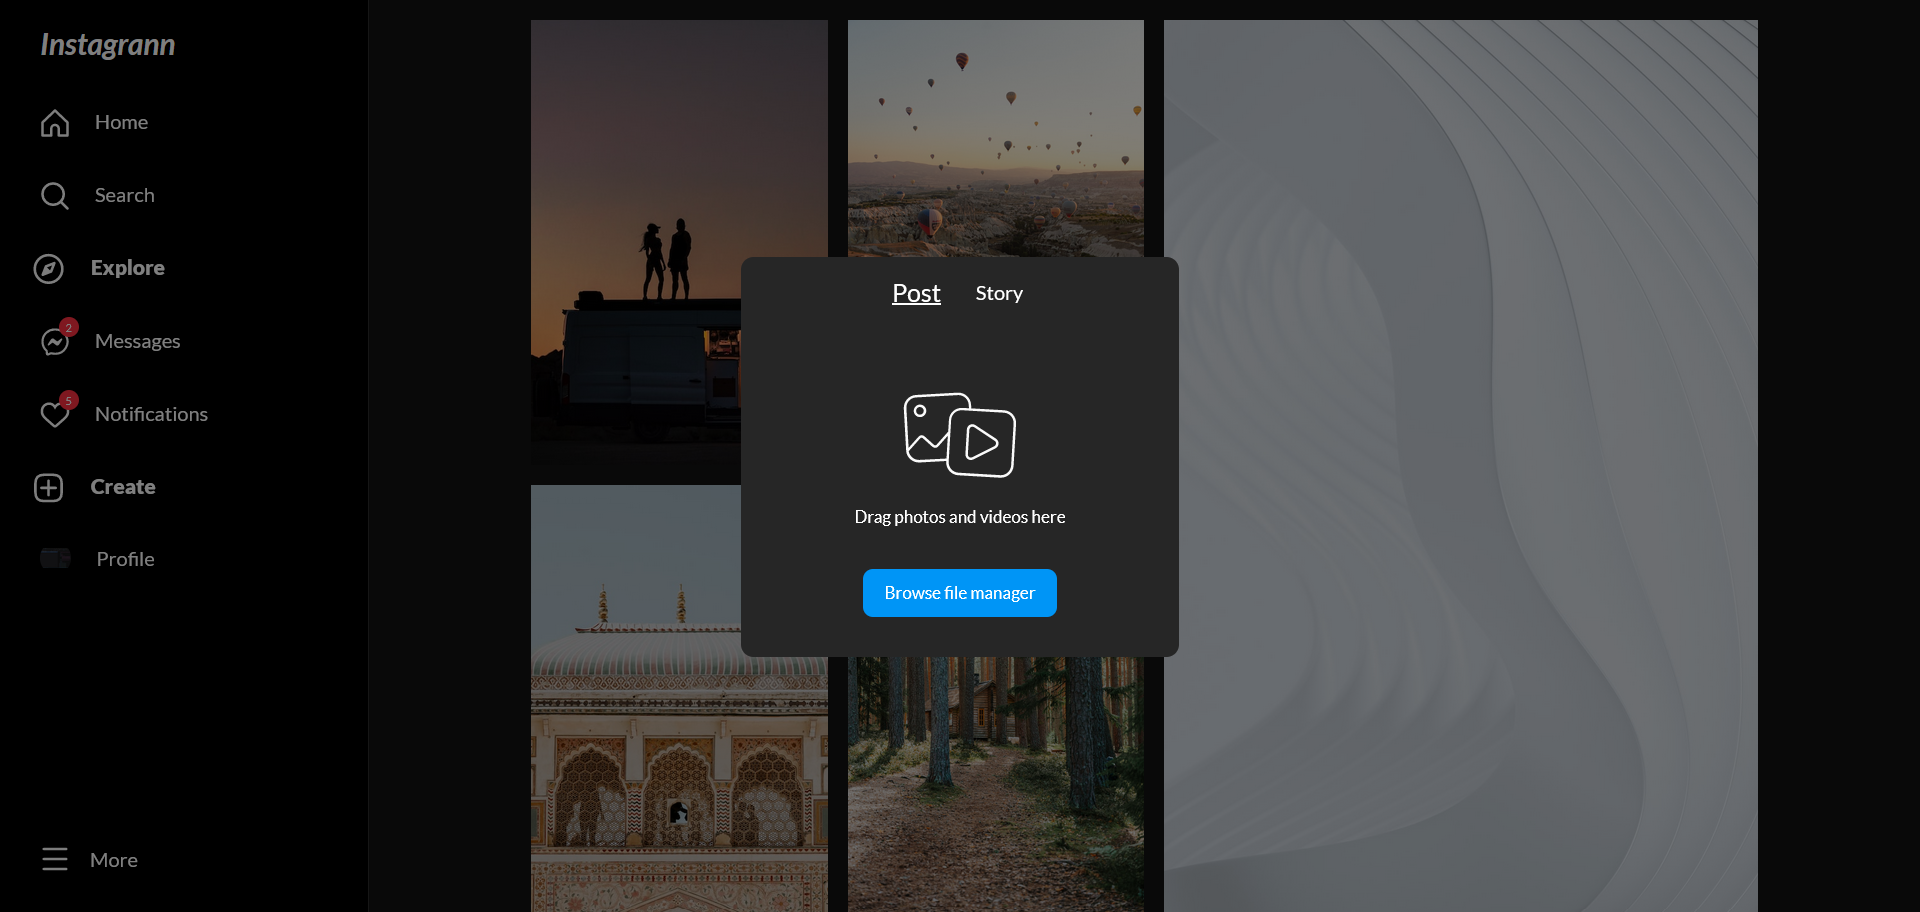 Instagrann
Home
Search
Explore
2
Messages
5
Notifications
Create
Profile
More
Post
Story
Drag photos and videos here
Browse file manager